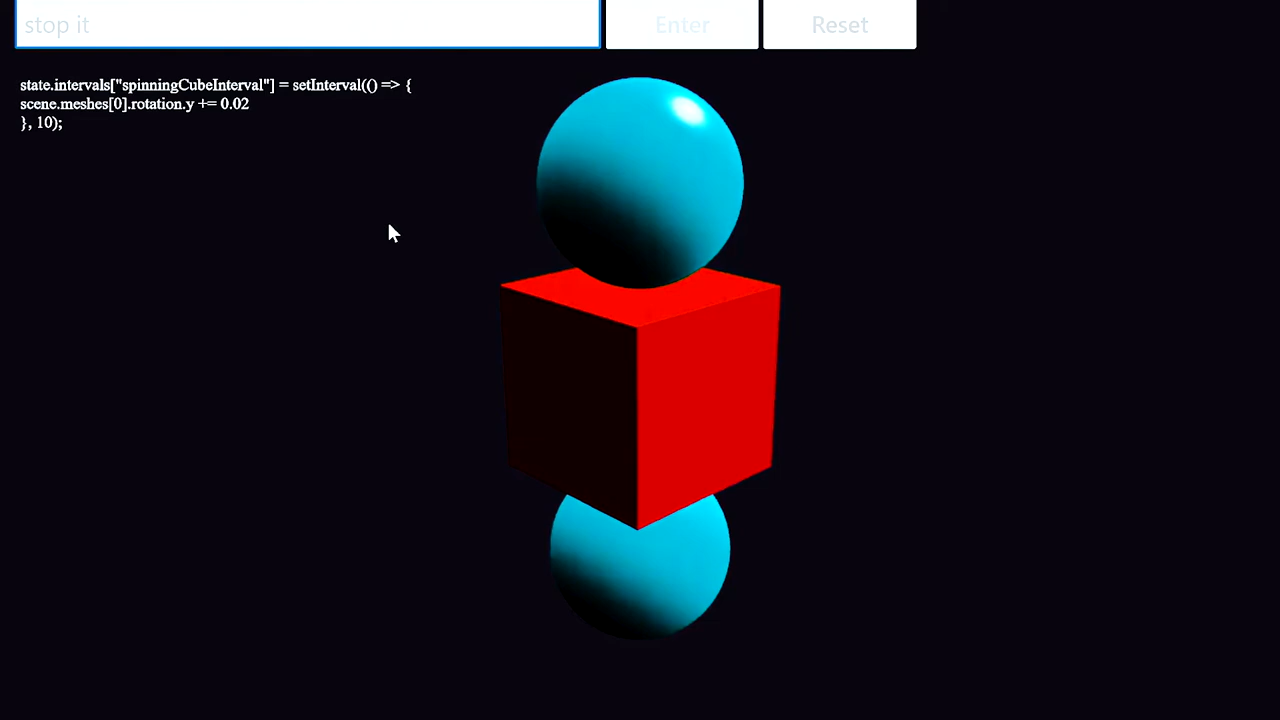 stop it
Enter
Reset
state.intervals["spinningCubeInterval"] = setInterval(() => {
scene.meshes[0].rotation.y += 0.02
}, 10);